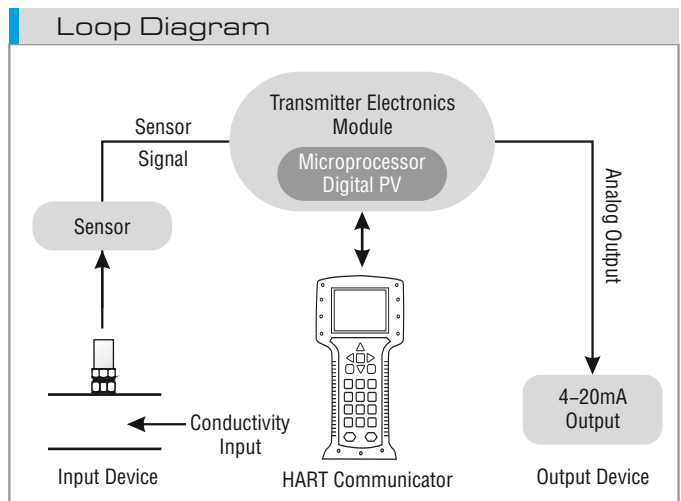 Loop Diagram
Transmitter Electronics
Module
Microprocessor
Digital PV
Sensor
Signal
Sensor
Analog Output
Conductivity
Input
4–20mA
Output
Input Device
HART Communicator
Output Device